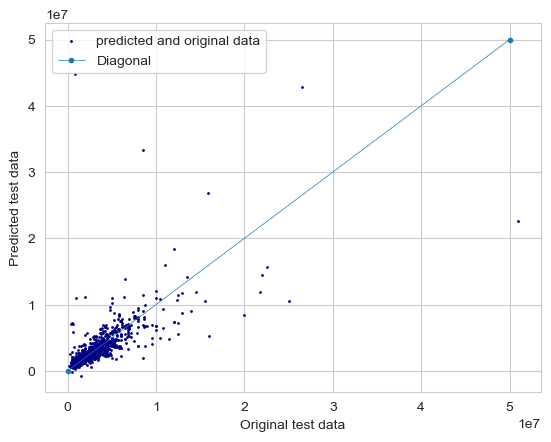 1e7
predicted and original data
Diagonal
5
4
3
2
1
0
Predicted test data
0
1
2
3
4
5
1e7
Original test data